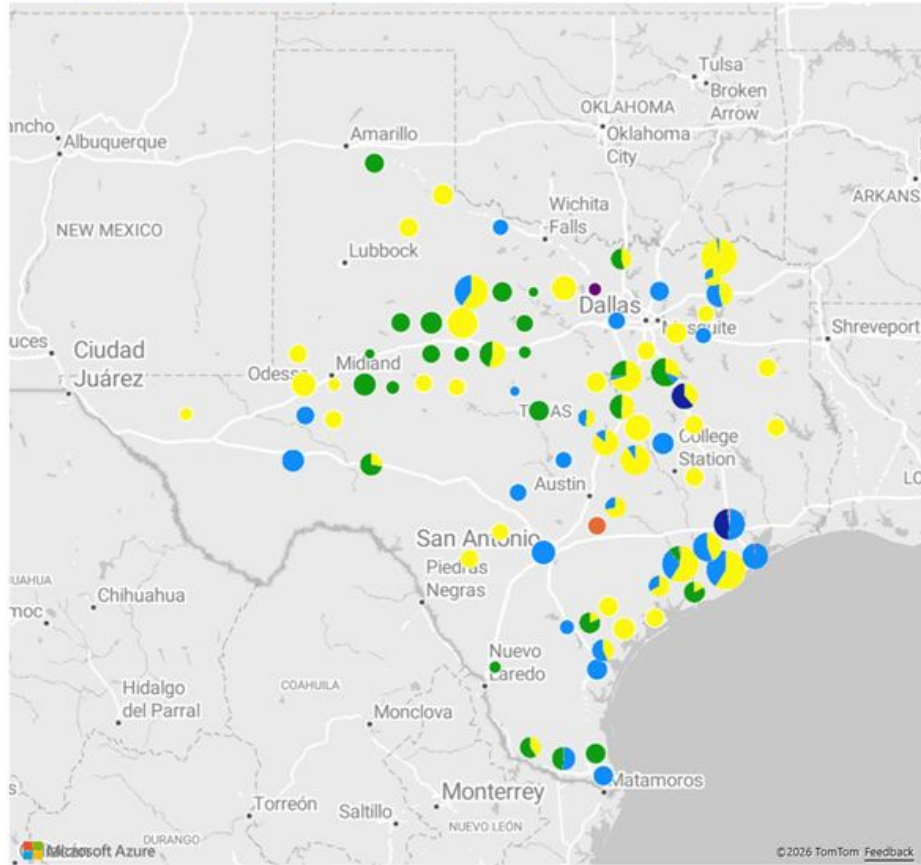 Tulsa
Broken
Arrow
OKLAHOMA
Oklahoma
City
Amarillo
Albuquerque
ARKANS
NEW MEXICO
Wichita
Falls
Lubbock
Dallas
Shreveport
Ciudad
Juárez
Midland
College
Station
Austin
San Antonio
Piedras
Negras
Chihuahua
Nuevo
Laredo
COAHUILA
Hidalgo
del Parral
Monclova
Matamoros
Monterrey
Torreón
Saltillo
NUEVO LEÓN
DURANGO
Microsoft Azure
©2026 TomTom Feedback